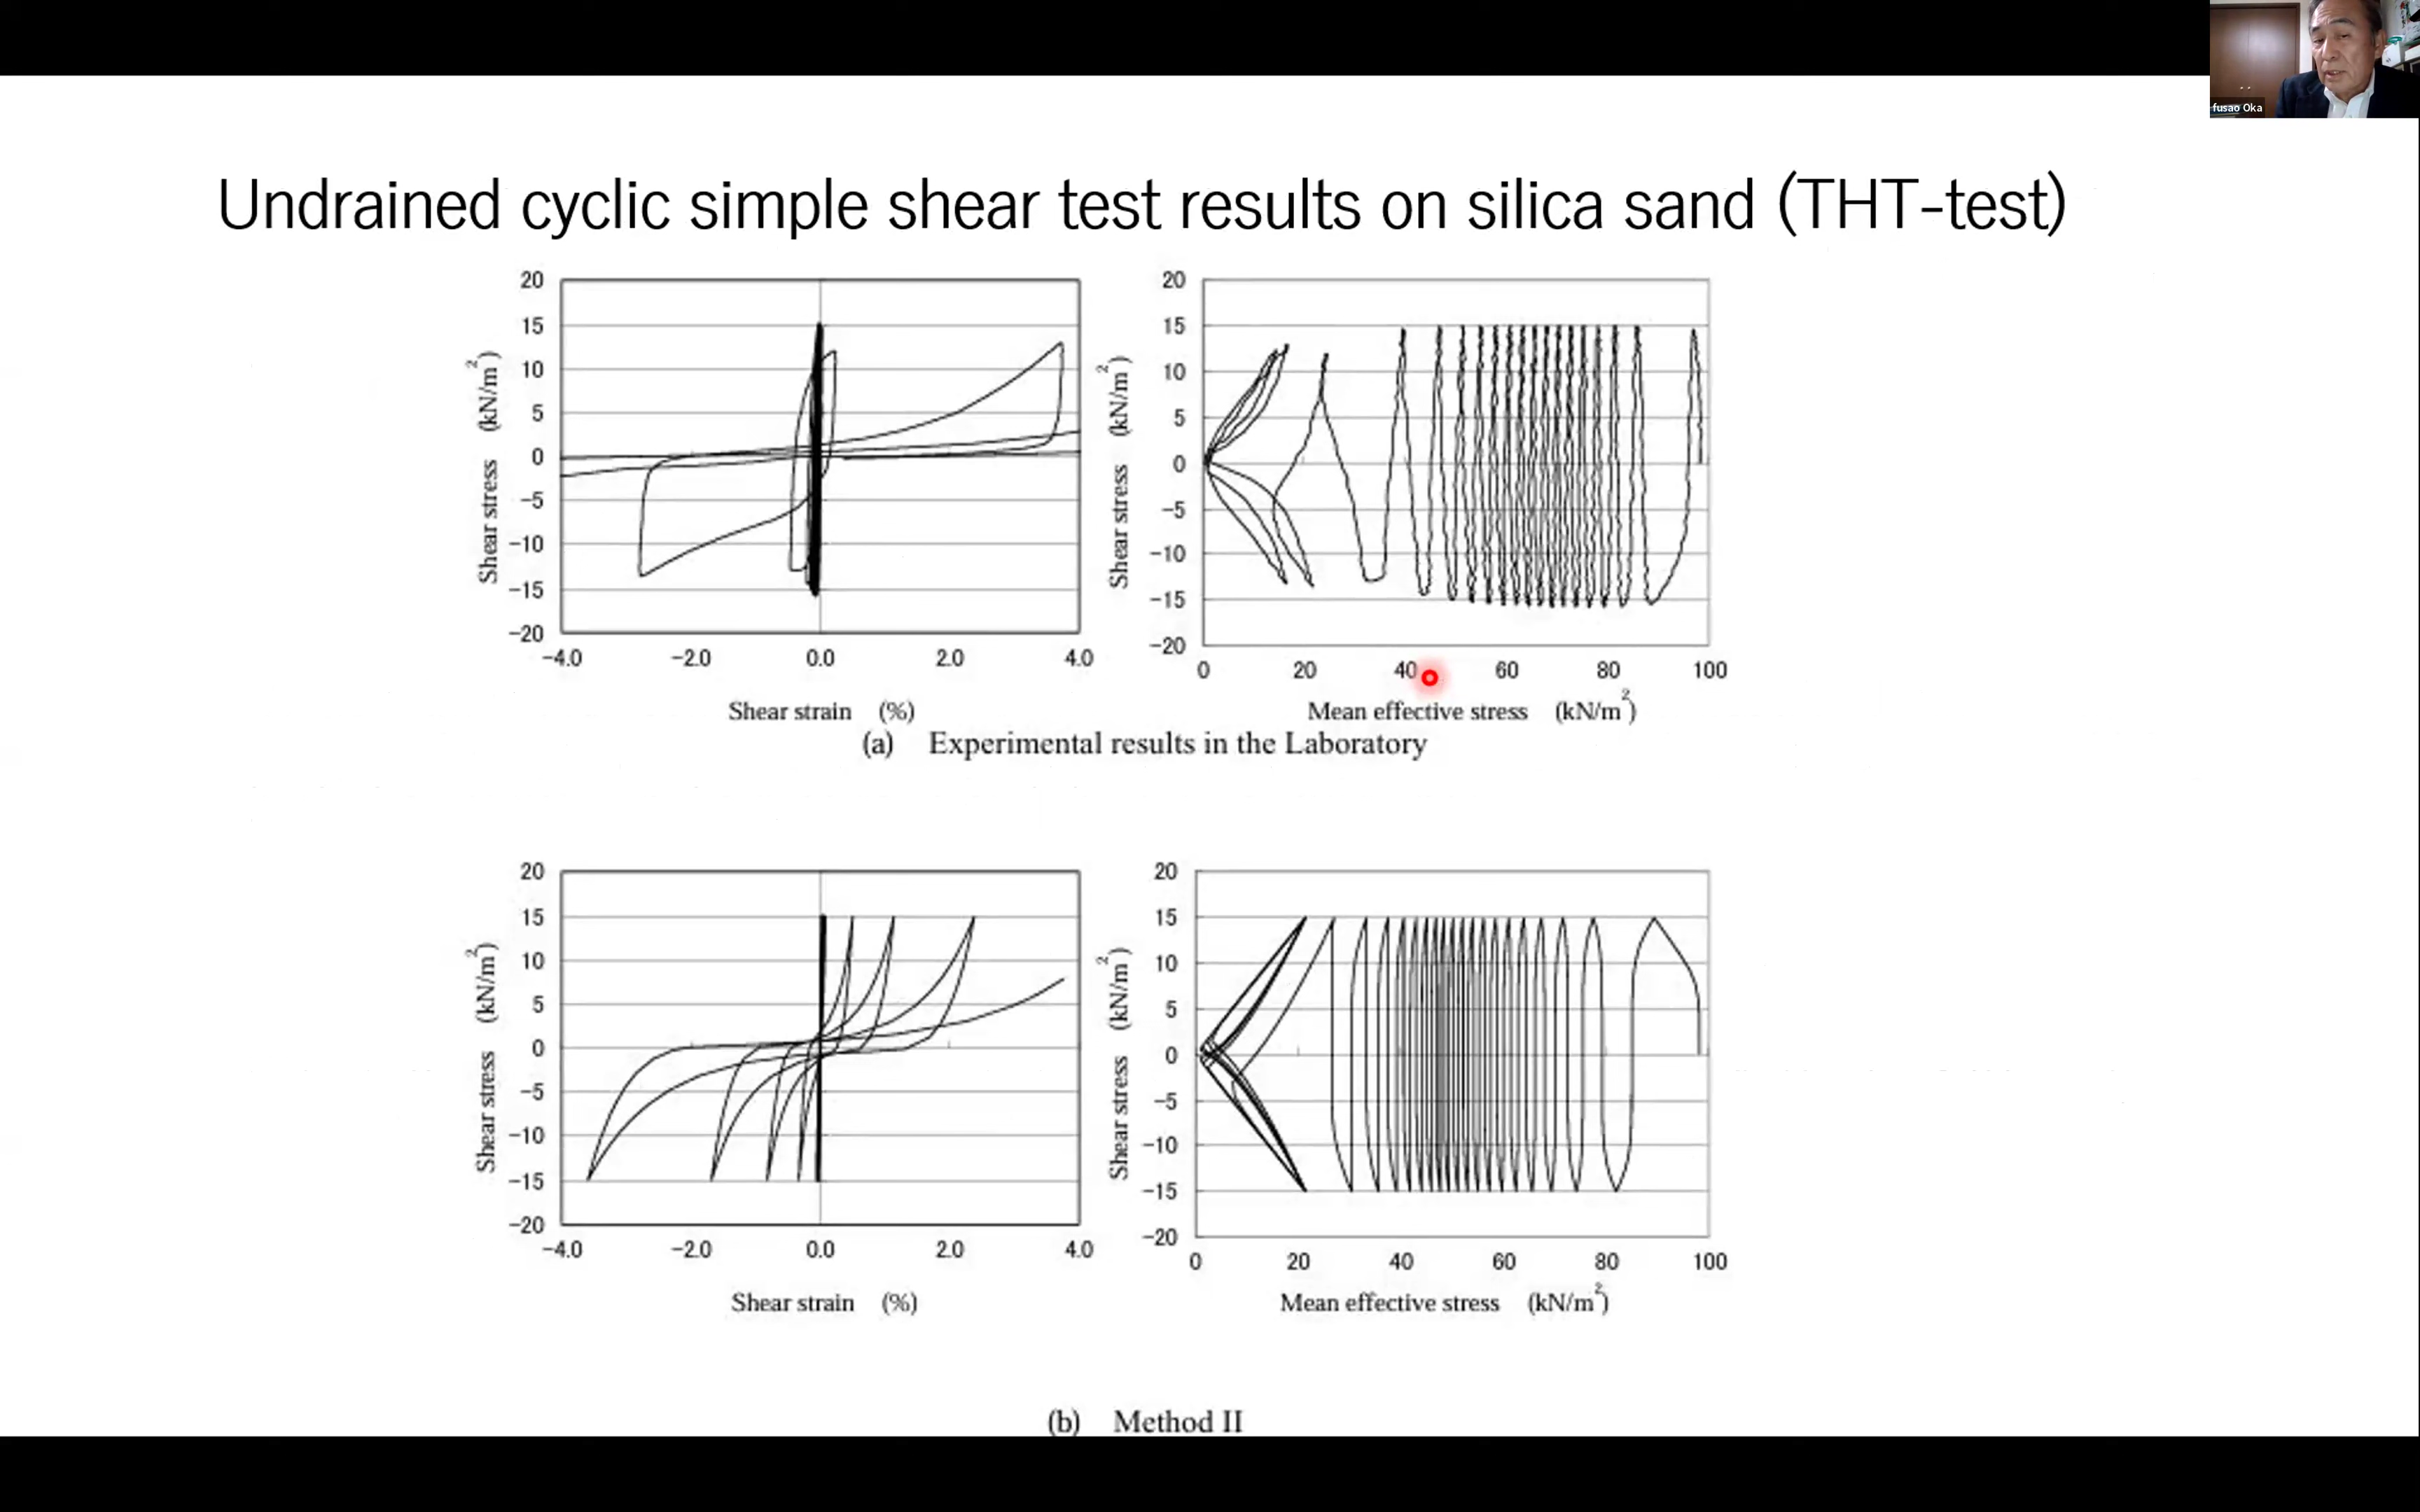 fusao Oka
Undrained cyclic simple shear test results on silica sand (THT-test)
20
15
10
5
0
-5
-10
-15
-20
Shear stress (kN/m²)
-4.0 -2.0 0.0 2.0 4.0
Shear strain (%)
20
15
10
5
0
-5
-10
-15
-20
Shear stress (kN/m²)
0 20 40 60 80 100
Mean effective stress (kN/m²)
(a) Experimental results in the Laboratory
20
15
10
5
0
-5
-10
-15
-20
Shear stress (kN/m²)
-4.0 -2.0 0.0 2.0 4.0
Shear strain (%)
20
15
10
5
0
-5
-10
-15
-20
Shear stress (kN/m²)
0 20 40 60 80 100
Mean effective stress (kN/m²)
(b) Method II